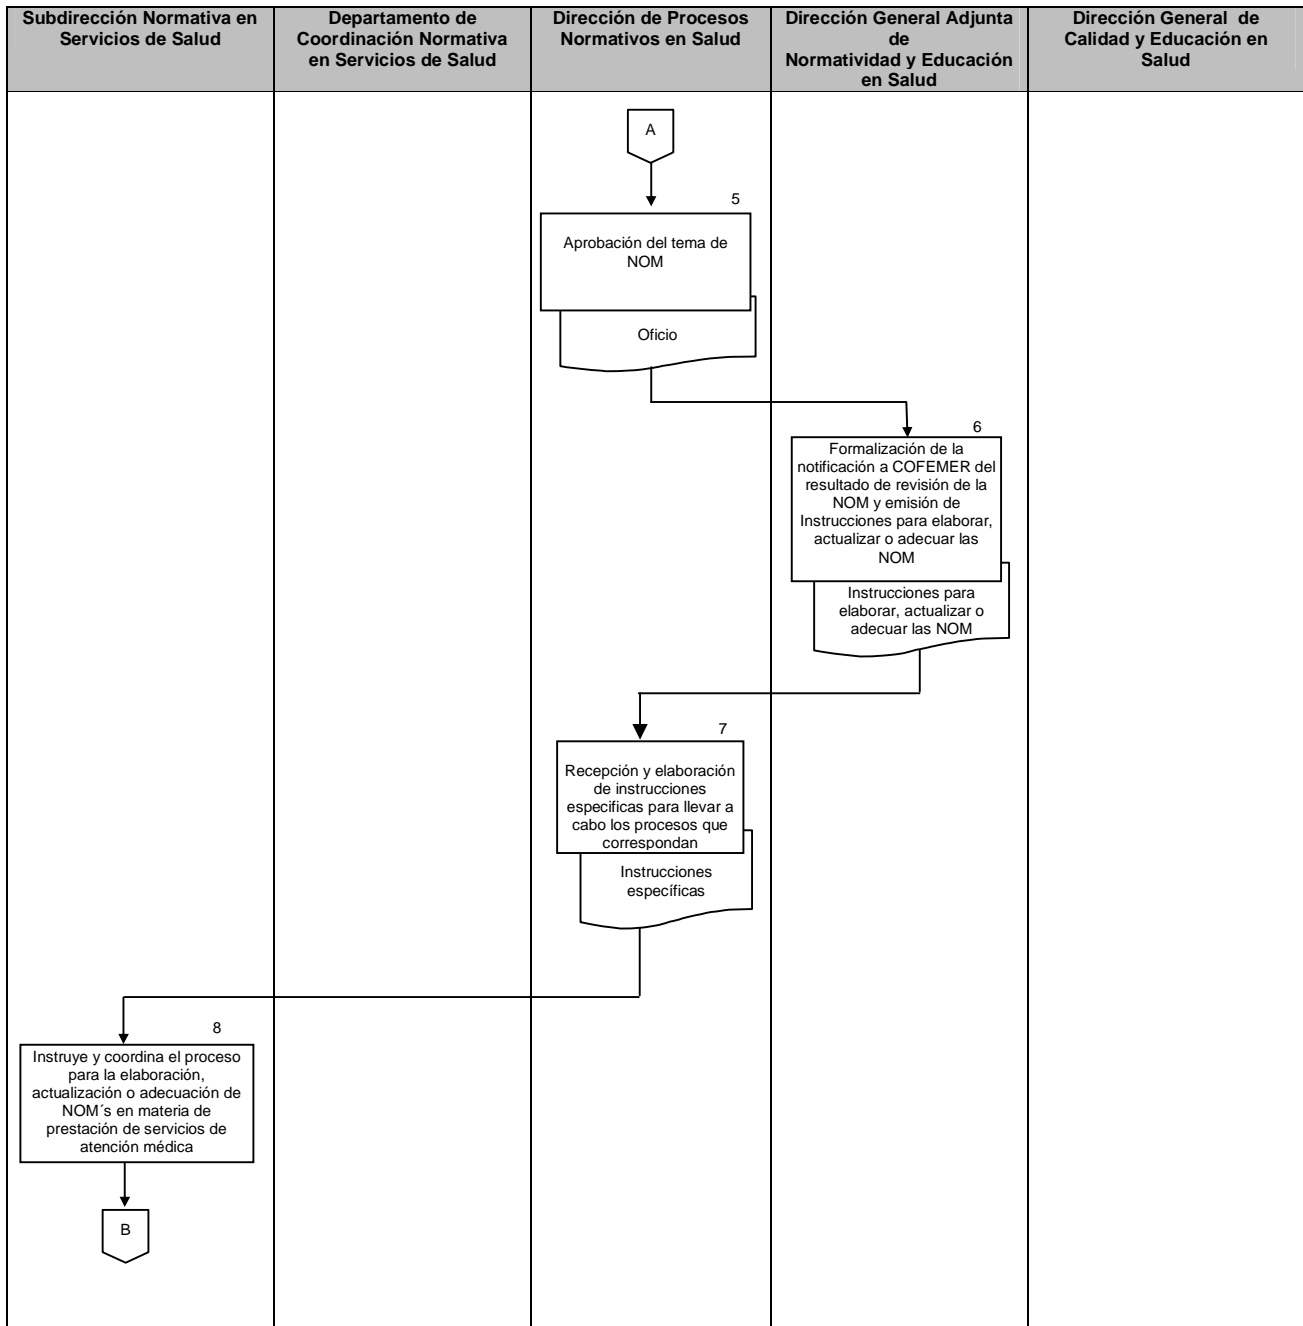 Subdirección Normativa en
Servicios de Salud
Departamento de
Coordinación Normativa
en Servicios de Salud
Dirección de Procesos
Normativos en Salud
Dirección General Adjunta
de
Normatividad y Educación
en Salud
Dirección General de
Calidad y Educación en
Salud
A
5
Aprobación del tema de
NOM
Oficio
6
Formalización de la
notificación a COFEMER del
resultado de revisión de la
NOM y emisión de
Instrucciones para elaborar,
actualizar o adecuar las
NOM
Instrucciones para
elaborar, actualizar o
adecuar las NOM
7
Recepción y elaboración
de instrucciones
especificas para llevar a
cabo los procesos que
correspondan
Instrucciones
específicas
8
Instruye y coordina el proceso
para la elaboración,
actualización o adecuación de
NOM´s en materia de
prestación de servicios de
atención médica
B